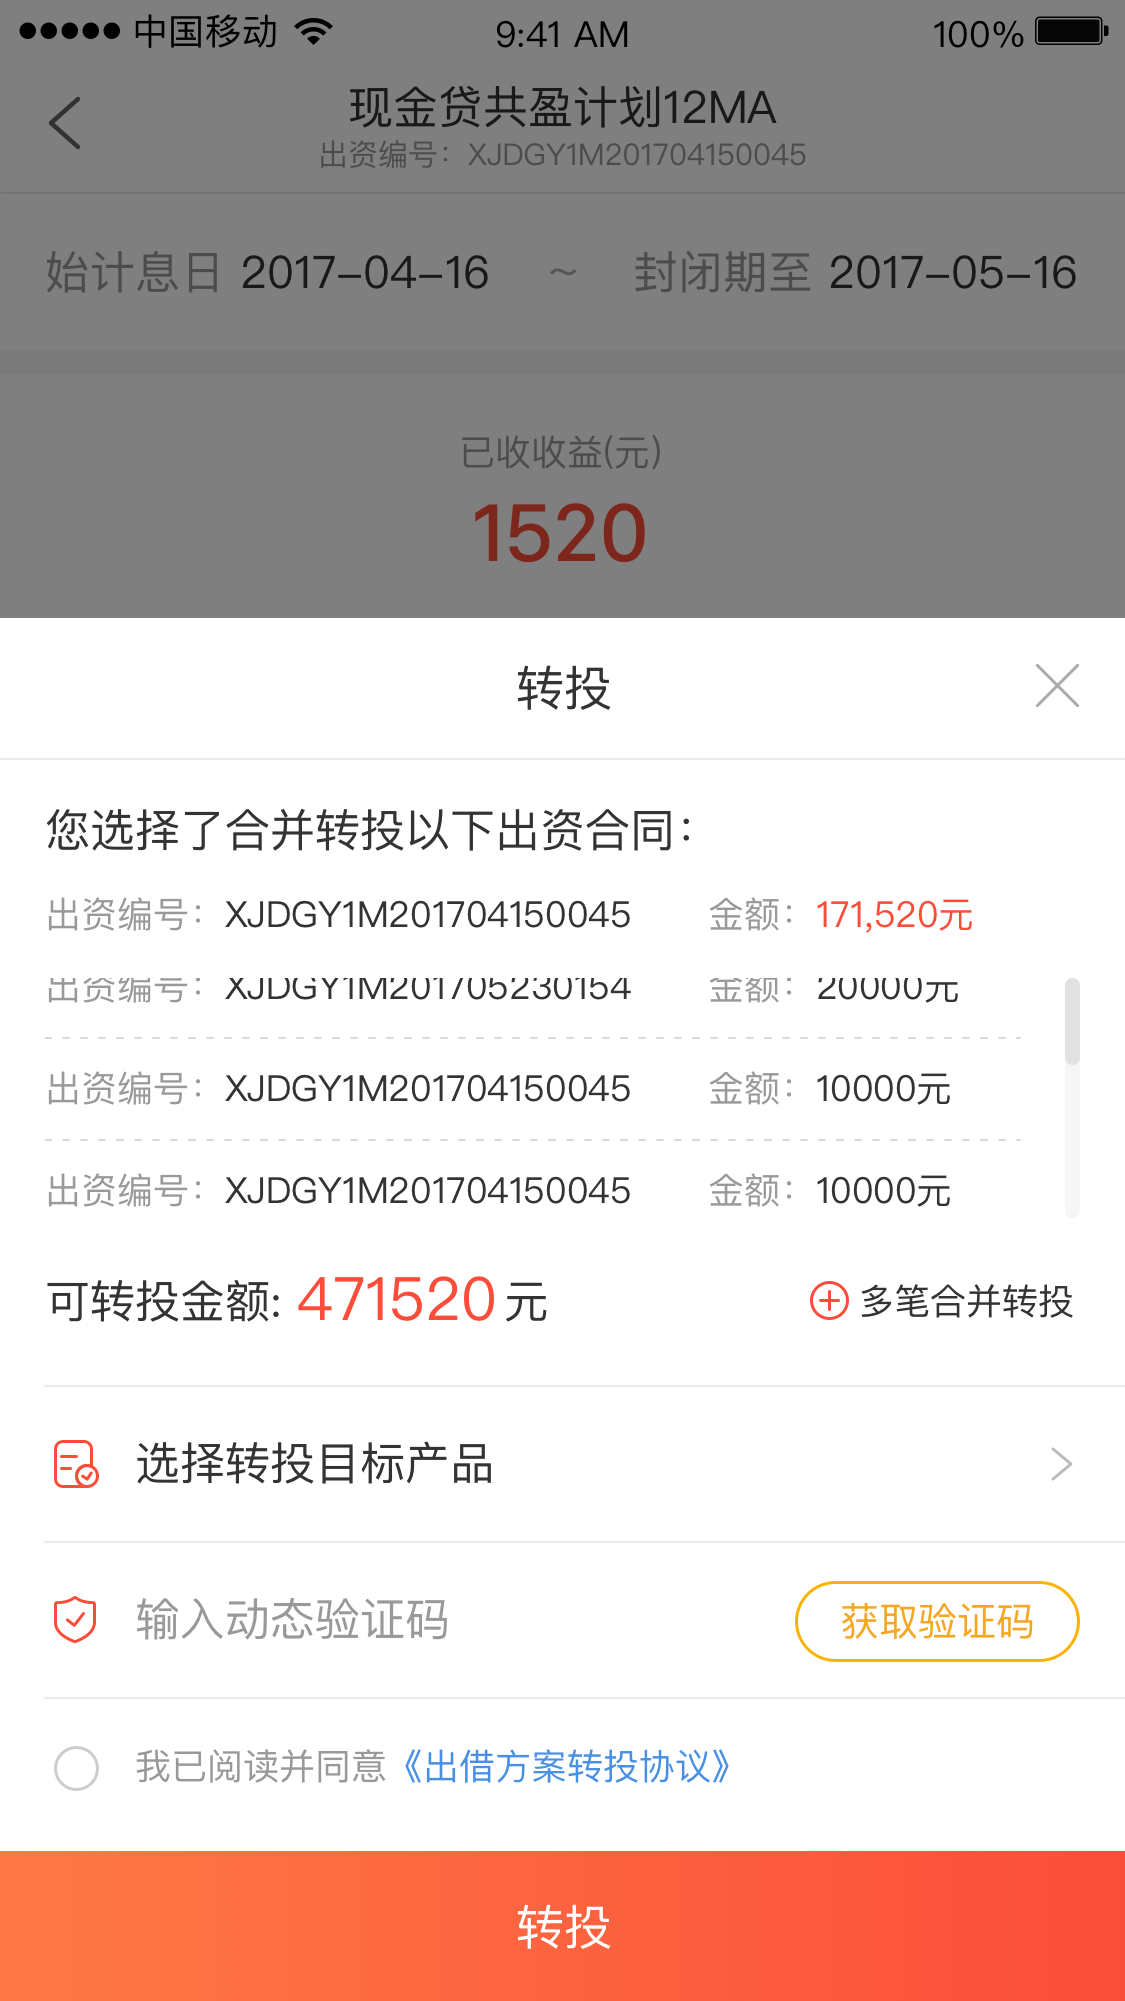 中国移动 9:41 AM 100%
现金贷共盈计划12MA
出资编号：XJDGY1M201704150045
始计息日 2017-04-16 ~ 封闭期至 2017-05-16
已收收益(元)
1520
转投
您选择了合并转投以下出资合同：
出资编号：XJDGY1M201704150045 金额：171,520元
出资编号：XJDGY1M201705230154 金额：20000元
出资编号：XJDGY1M201704150045 金额：10000元
出资编号：XJDGY1M201704150045 金额：10000元
可转投金额: 471520 元 多笔合并转投
选择转投目标产品
输入动态验证码 获取验证码
我已阅读并同意《出借方案转投协议》
转投